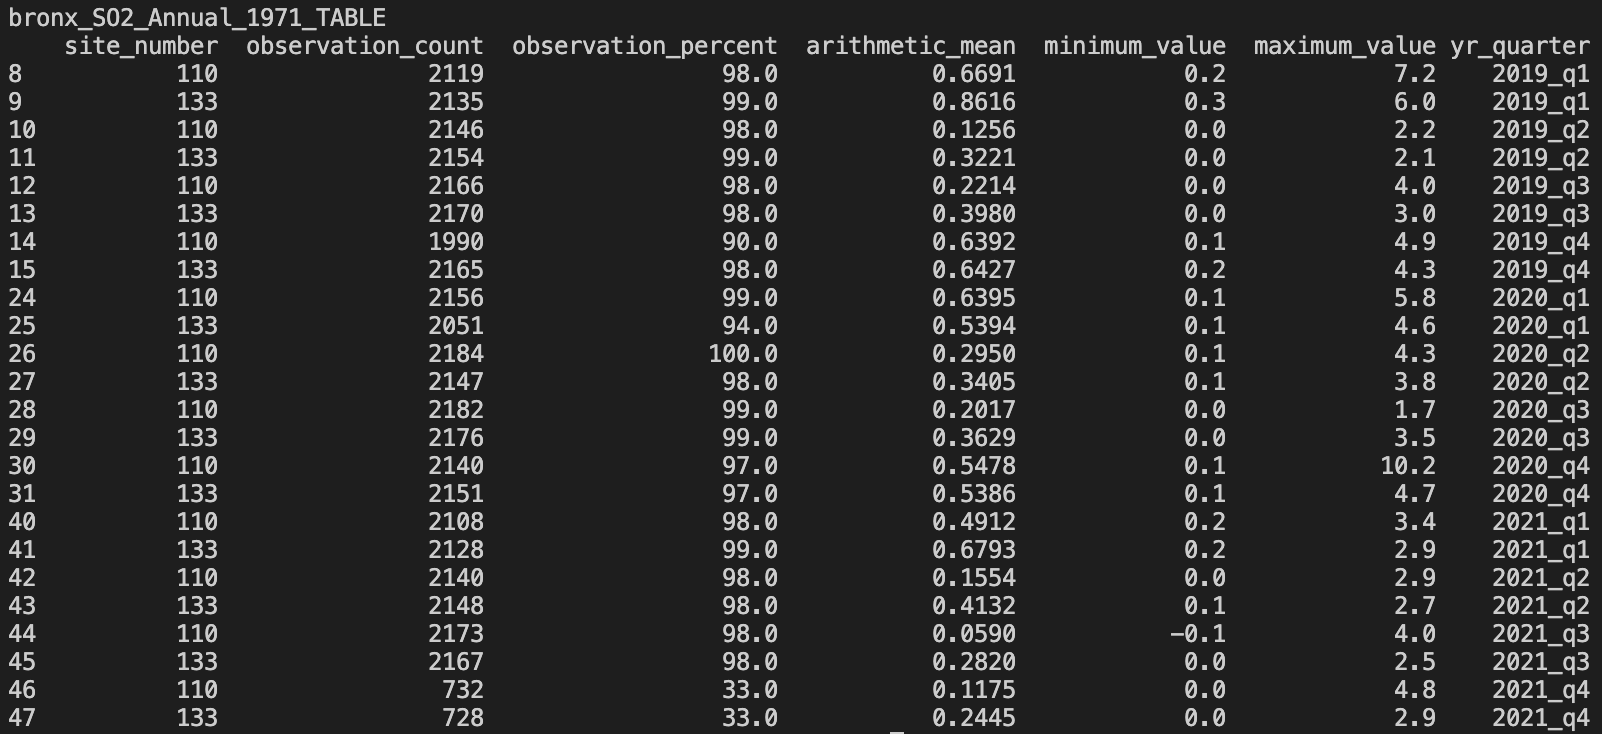 bronx_SO2_Annual_1971_TABLE
site_number observation_count observation_percent arithmetic_mean minimum_value maximum_value yr_quarter
8 110 2119 98.0 0.6691 0.2 7.2 2019_q1
9 133 2135 99.0 0.8616 0.3 6.0 2019_q1
10 110 2146 98.0 0.1256 0.0 2.2 2019_q2
11 133 2154 99.0 0.3221 0.0 2.1 2019_q2
12 110 2166 98.0 0.2214 0.0 4.0 2019_q3
13 133 2170 98.0 0.3980 0.0 3.0 2019_q3
14 110 1990 90.0 0.6392 0.1 4.9 2019_q4
15 133 2165 98.0 0.6427 0.2 4.3 2019_q4
24 110 2156 99.0 0.6395 0.1 5.8 2020_q1
25 133 2051 94.0 0.5394 0.1 4.6 2020_q1
26 110 2184 100.0 0.2950 0.1 4.3 2020_q2
27 133 2147 98.0 0.3405 0.1 3.8 2020_q2
28 110 2182 99.0 0.2017 0.0 1.7 2020_q3
29 133 2176 99.0 0.3629 0.0 3.5 2020_q3
30 110 2140 97.0 0.5478 0.1 10.2 2020_q4
31 133 2151 97.0 0.5386 0.1 4.7 2020_q4
40 110 2108 98.0 0.4912 0.2 3.4 2021_q1
41 133 2128 99.0 0.6793 0.2 2.9 2021_q1
42 110 2140 98.0 0.1554 0.0 2.9 2021_q2
43 133 2148 98.0 0.4132 0.1 2.7 2021_q2
44 110 2173 98.0 0.0590 -0.1 4.0 2021_q3
45 133 2167 98.0 0.2820 0.0 2.5 2021_q3
46 110 732 33.0 0.1175 0.0 4.8 2021_q4
47 133 728 33.0 0.2445 0.0 2.9 2021_q4